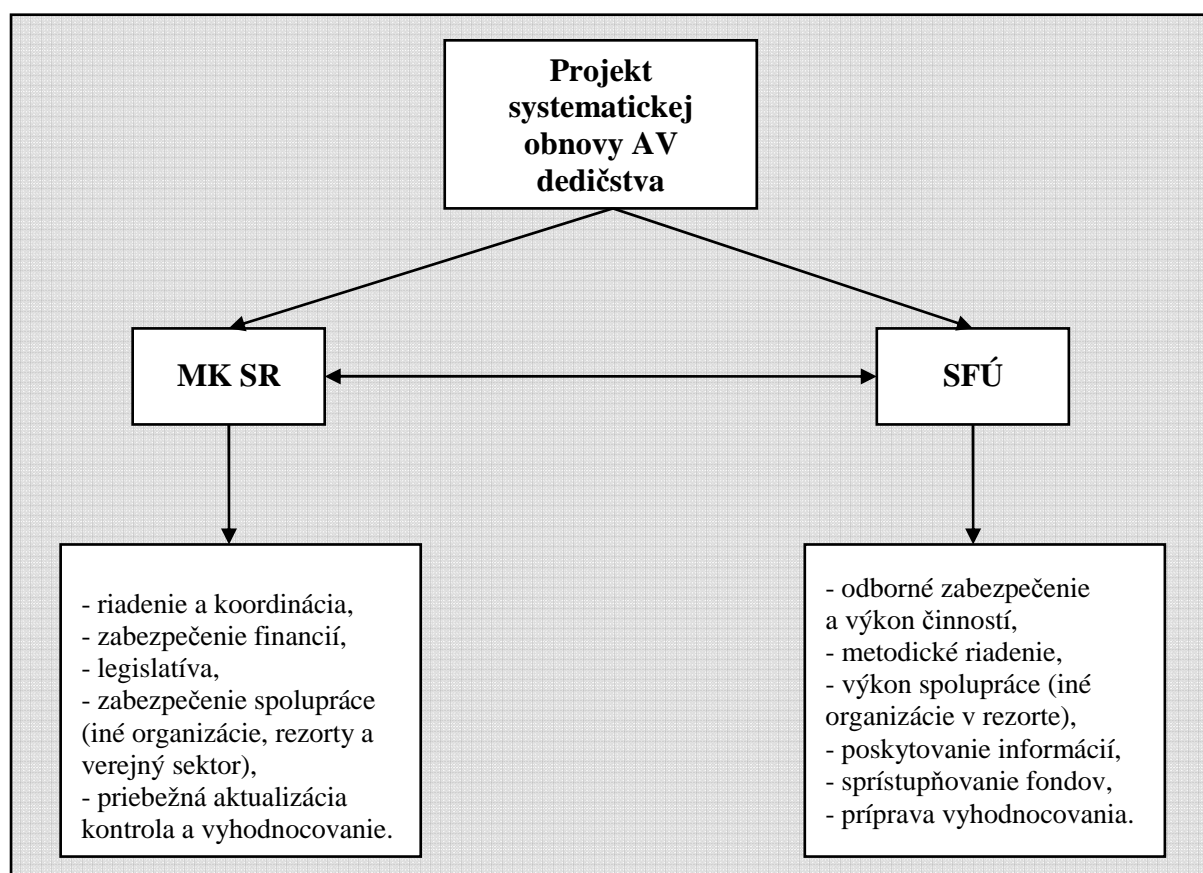 Projekt
systematickej
obnovy AV
dedičstva
MK SR
SFÚ
- riadenie a koordinácia,
- zabezpečenie financií,
- legislatíva,
- zabezpečenie spolupráce
(iné organizácie, rezorty a
verejný sektor),
- priebežná aktualizácia
kontrola a vyhodnocovanie.
- odborné zabezpečenie
a výkon činností,
- metodické riadenie,
- výkon spolupráce (iné
organizácie v rezorte),
- poskytovanie informácií,
- sprístupňovanie fondov,
- príprava vyhodnocovania.